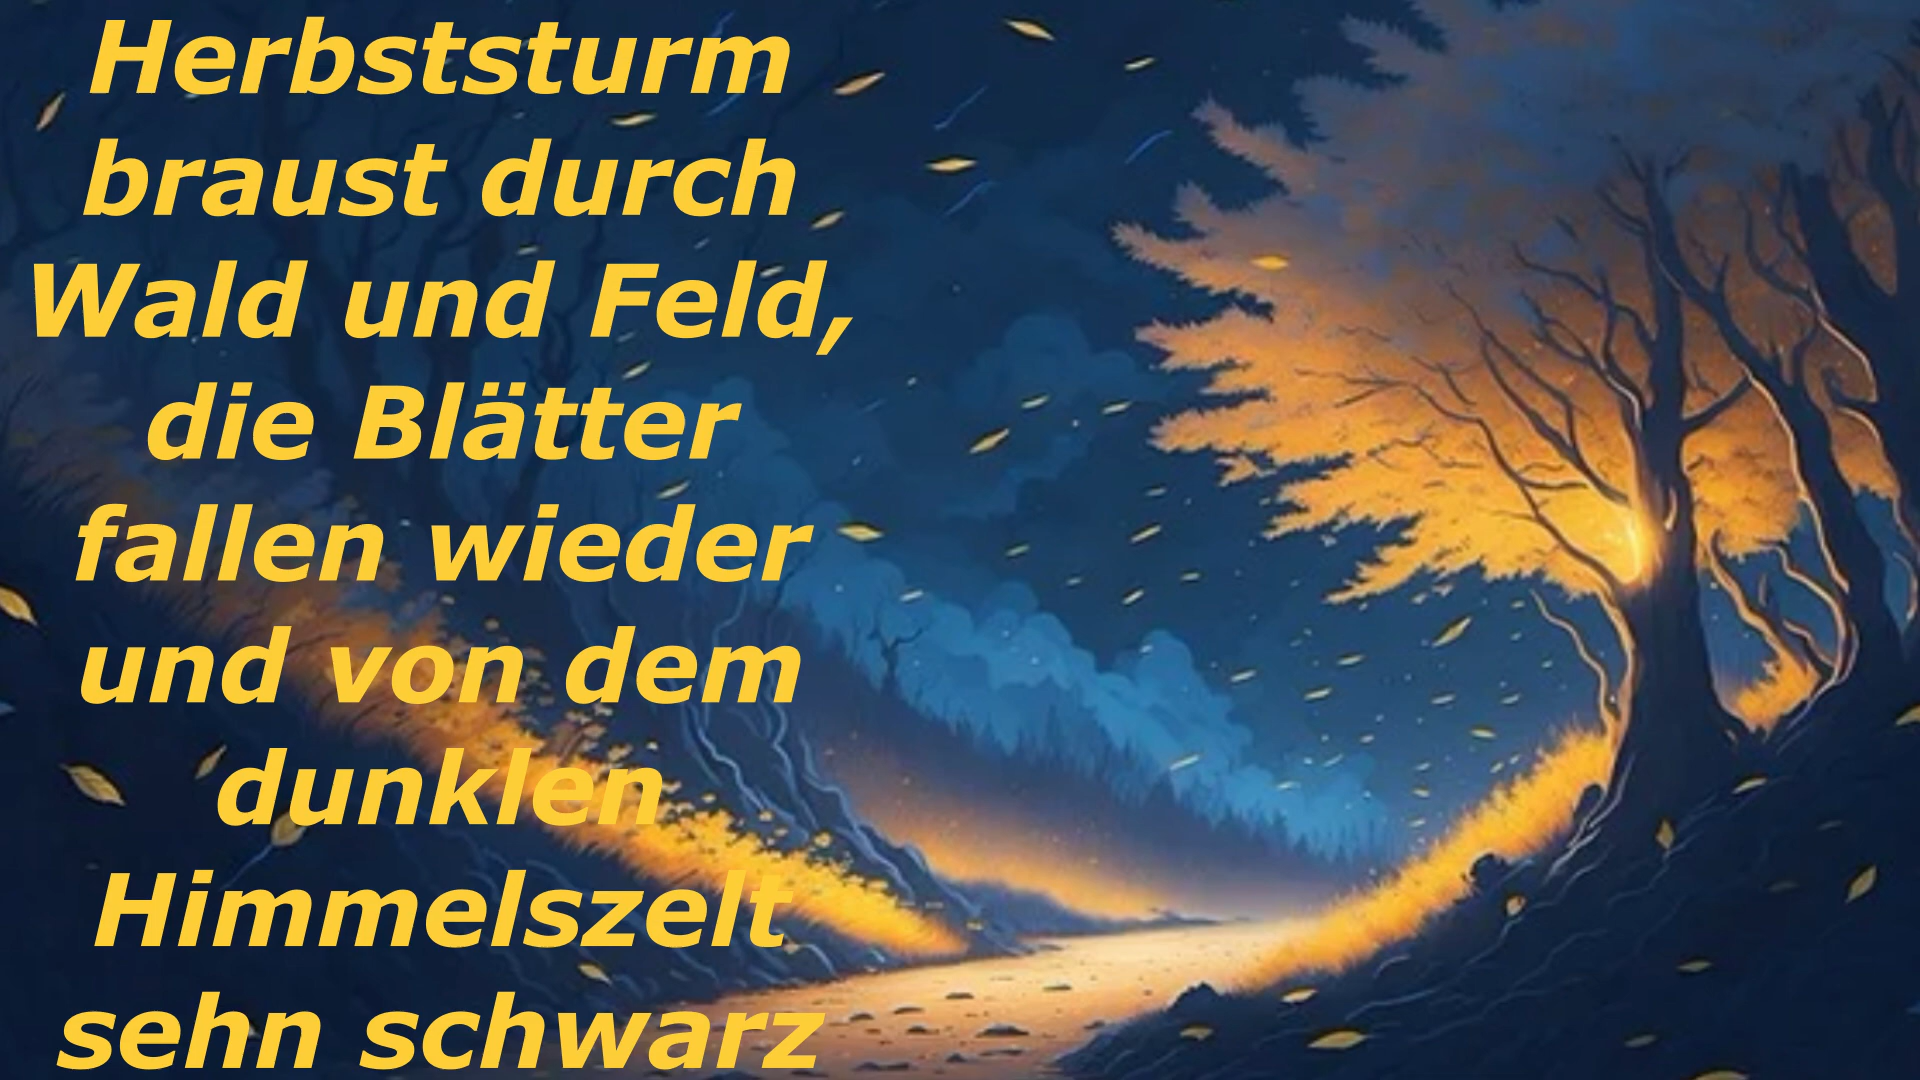 Herbststurm
braust durch
Wald und Feld,
die Blätter
fallen wieder
und von dem
dunklen
Himmelszelt
sehn schwarz